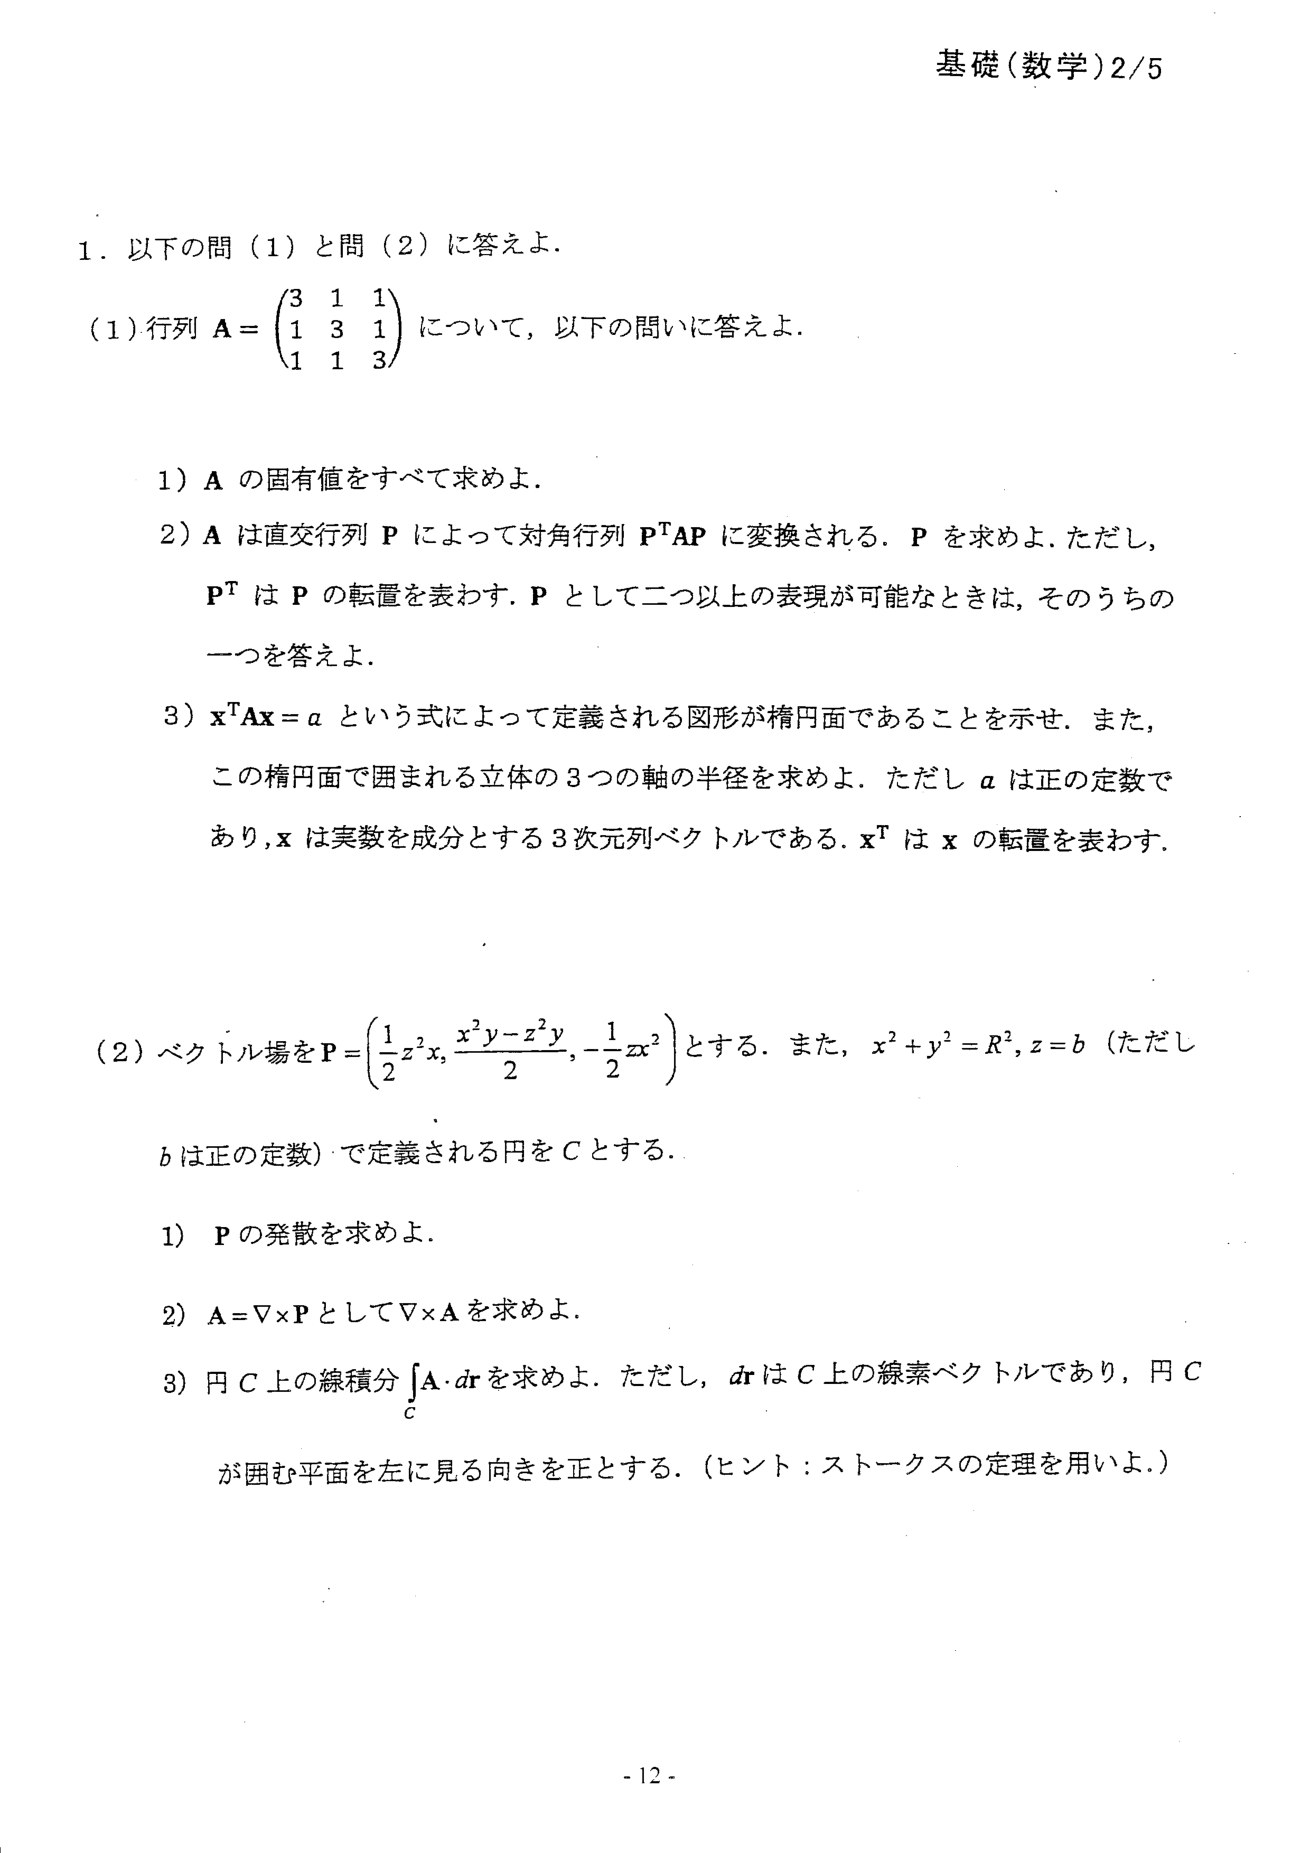 基礎(数学)2/5
1．以下の問（1）と問（2）に答えよ．
(1)行列 A = (3 1 1
1 3 1
1 1 3) について，以下の問いに答えよ．
1) A の固有値をすべて求めよ．
2) A は直交行列 P によって対角行列 PᵀAP に変換される．P を求めよ．ただし，
Pᵀ は P の転置を表わす．P として二つ以上の表現が可能なときは，そのうちの
一つを答えよ．
3) xᵀAx = a という式によって定義される図形が楕円面であることを示せ．また，
この楕円面で囲まれる立体の3つの軸の半径を求めよ．ただし a は正の定数で
あり，x は実数を成分とする3次元列ベクトルである．xᵀ は x の転置を表わす．
(2) ベクトル場をP = (1/2 z²x, (x²y−z²y)/2, −1/2 zx²)とする．また，x²+y²=R², z=b（ただし
b は正の定数）で定義される円を C とする．
1) P の発散を求めよ．
2) A=∇×P として∇×A を求めよ．
3) 円 C 上の線積分 ∫_C A·dr を求めよ．ただし，dr は C 上の線素ベクトルであり，円 C
が囲む平面を左に見る向きを正とする．(ヒント：ストークスの定理を用いよ．)
- 12 -